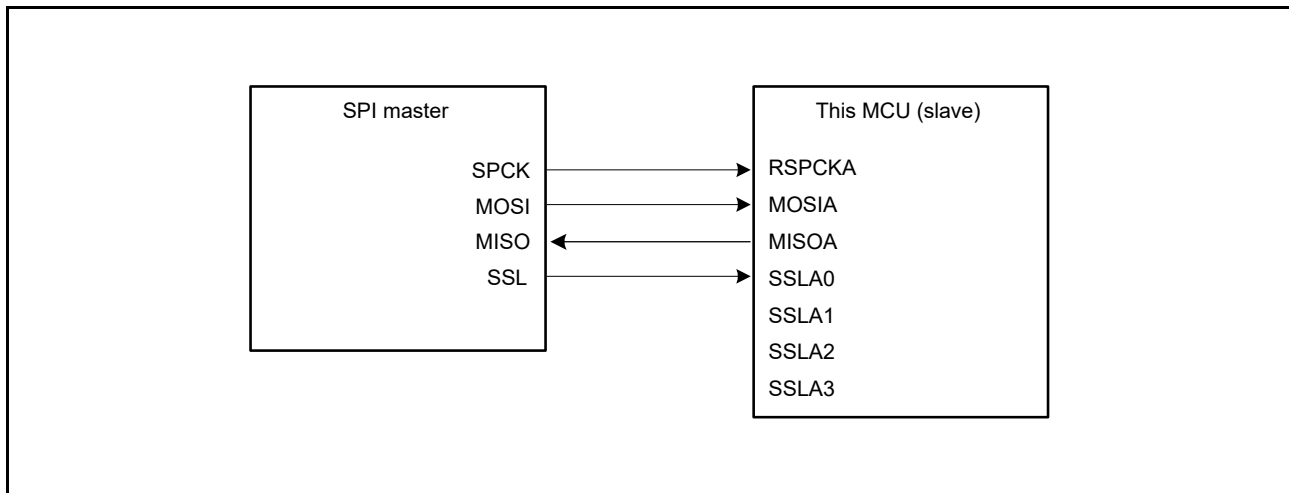 SPI master
SPCK
MOSI
MISO
SSL
This MCU (slave)
RSPCKA
MOSIA
MISOA
SSLA0
SSLA1
SSLA2
SSLA3